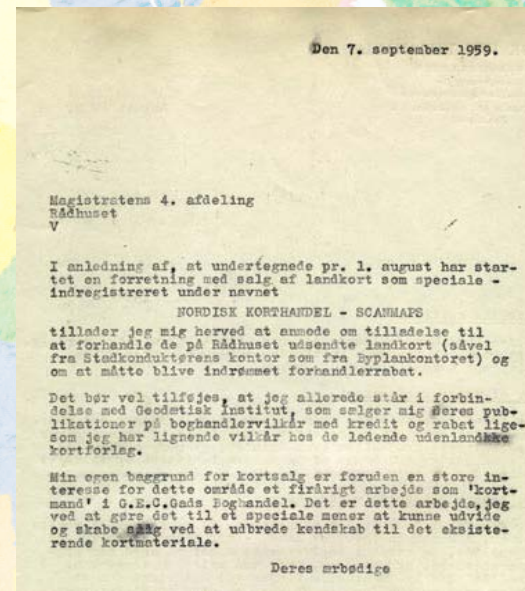 Den 7. september 1959.
Magistratens 4. afdeling
Rådhuset
V
I anledning af, at undertegnede pr. 1. august har star-
tet en forretning med salg af landkort som speciale -
indregistreret under navnet
NORDISK KORTHANDEL - SCANMAPS
tillader jeg mig herved at anmode om tilladelse til
at forhandle de på Rådhuset udsendte landkort (såvel
fra Stadkonduktørens kontor som fra Byplankontoret) og
om at måtte blive indrømmet forhandlerrabat.
Det bør vel tilføjes, at jeg allerede står i forbin-
delse med Geodætisk Institut, som sælger mig deres pub-
likationer på boghandlervilkår med kredit og rabat lige-
som jeg har lignende vilkår hos de ledende udenlandske
kortforlag.
Min egen baggrund for kortsalg er foruden en store in-
teresse for dette område et firårigt arbejde som 'kort-
mand' i G.E.C.Gads Boghandel. Det er dette arbejde, jeg
ved at gøre det til et speciale mener at kunne udvide
og skabe salg ved at udbrede kendskab til det eksiste-
rende kortmateriale.
Deres ærbødige